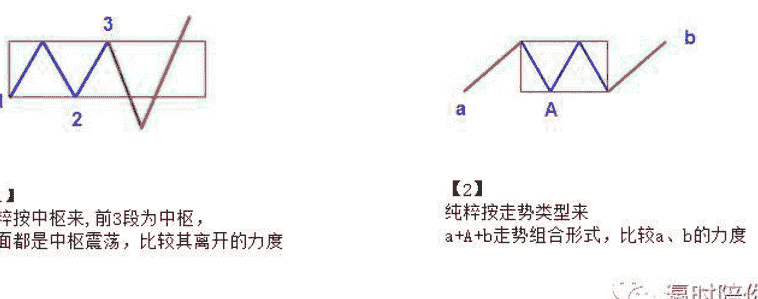 3
2
】
粹按中枢来,前3段为中枢，
面都是中枢震荡，比较其离开的力度
b
a
A
【2】
纯粹按走势类型来
a+A+b走势组合形式，比较a、b的力度